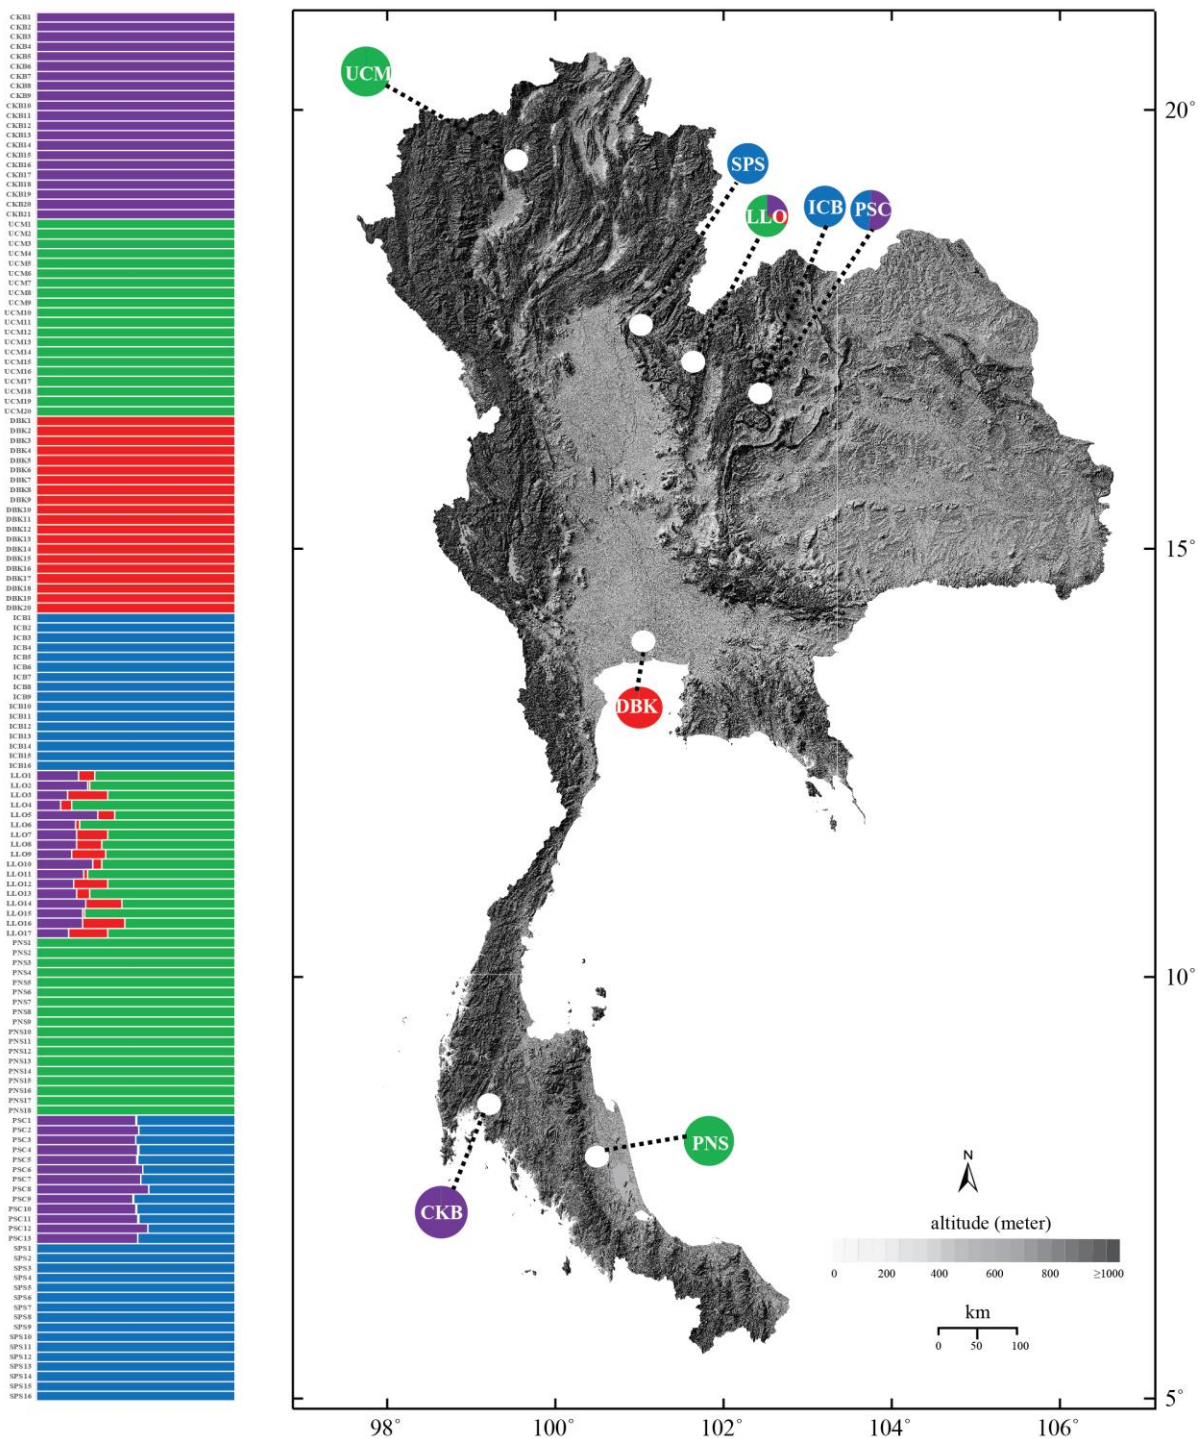 CKB1
CKB2
CKB3
CKB4
CKB5
CKB6
CKB7
CKB8
CKB9
CKB10
CKB11
CKB12
CKB13
CKB14
CKB15
CKB16
CKB17
CKB18
CKB19
CKB20
CKB21
UCM1
UCM2
UCM3
UCM4
UCM5
UCM6
UCM7
UCM8
UCM9
UCM10
UCM11
UCM12
UCM13
UCM14
UCM15
UCM16
UCM17
UCM18
UCM19
UCM20
DBK1
DBK2
DBK3
DBK4
DBK5
DBK6
DBK7
DBK8
DBK9
DBK10
DBK11
DBK12
DBK13
DBK14
DBK15
DBK16
DBK17
DBK18
DBK19
DBK20
ICB1
ICB2
ICB3
ICB4
ICB5
ICB6
ICB7
ICB8
ICB9
ICB10
ICB11
ICB12
ICB13
ICB14
ICB15
ICB16
LLO1
LLO2
LLO3
LLO4
LLO5
LLO6
LLO7
LLO8
LLO9
LLO10
LLO11
LLO12
LLO13
LLO14
LLO15
LLO16
LLO17
PNS1
PNS2
PNS3
PNS4
PNS5
PNS6
PNS7
PNS8
PNS9
PNS10
PNS11
PNS12
PNS13
PNS14
PNS15
PNS16
PNS17
PNS18
PSC1
PSC2
PSC3
PSC4
PSC5
PSC6
PSC7
PSC8
PSC9
PSC10
PSC11
PSC12
PSC13
SPS1
SPS2
SPS3
SPS4
SPS5
SPS6
SPS7
SPS8
SPS9
SPS10
SPS11
SPS12
SPS13
SPS14
SPS15
SPS16
UCM
SPS
LLO
ICB
PSC
DBK
PNS
CKB
20°
15°
10°
5°
N
altitude (meter)
0 200 400 600 800 ≥1000
km
0 50 100
98° 100° 102° 104° 106°